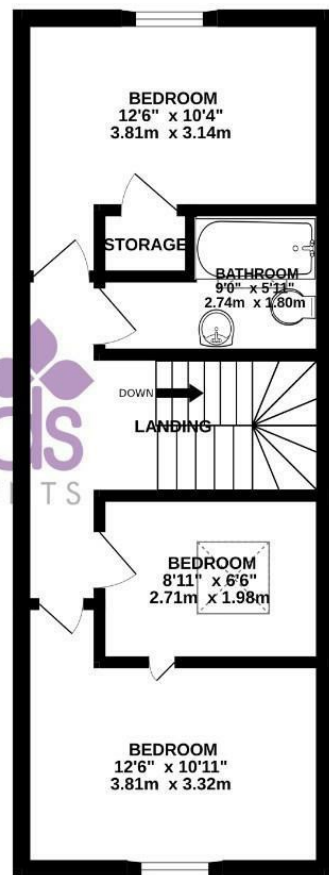 BEDROOM
12'6" x 10'4"
3.81m x 3.14m
STORAGE
BATHROOM
9'0" x 5'11"
2.74m x 1.80m
DOWN
LANDING
ds
NTS
BEDROOM
8'11" x 6'6"
2.71m x 1.98m
BEDROOM
12'6" x 10'11"
3.81m x 3.32m